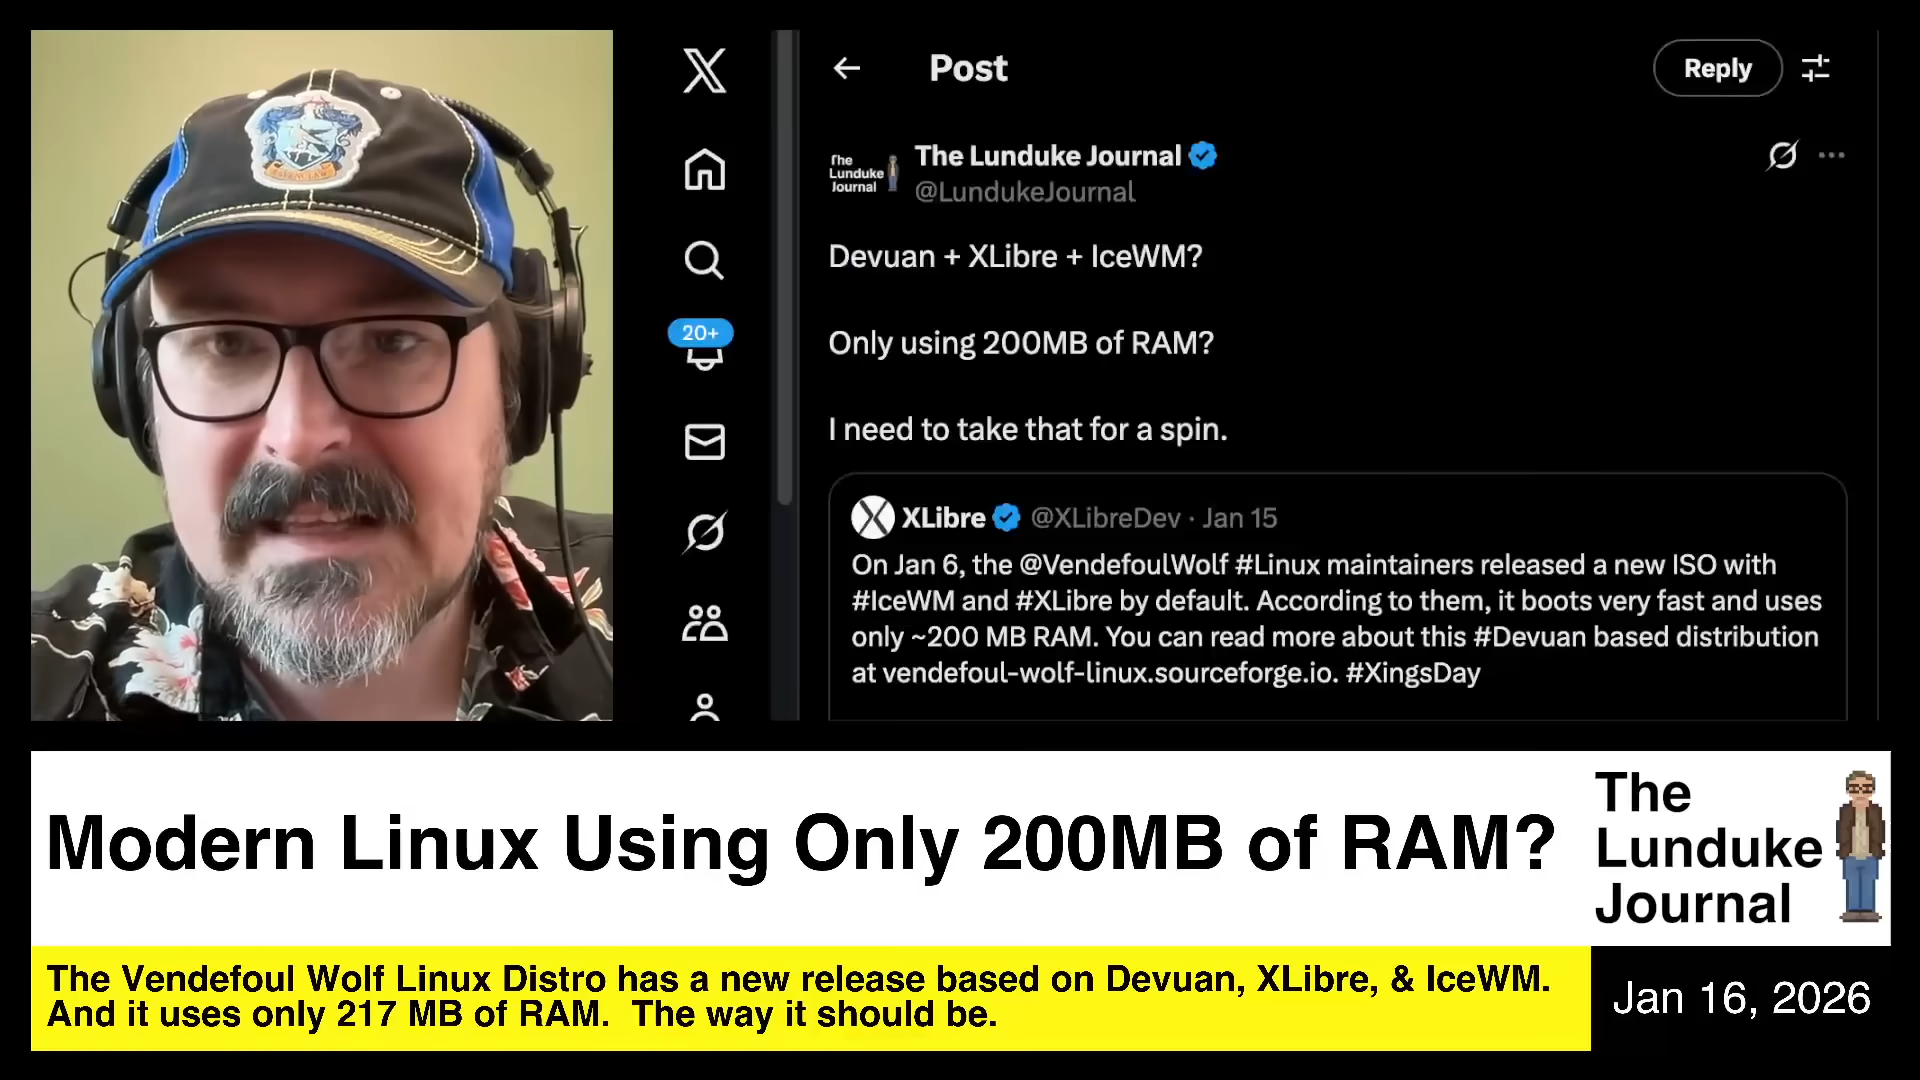 Post
Reply
The Lunduke Journal
The Lunduke Journal
@LundukeJournal
Devuan + XLibre + IceWM?
Only using 200MB of RAM?
I need to take that for a spin.
20+
XLibre @XLibreDev · Jan 15
On Jan 6, the @VendefoulWolf #Linux maintainers released a new ISO with
#IceWM and #XLibre by default. According to them, it boots very fast and uses
only ~200 MB RAM. You can read more about this #Devuan based distribution
at vendefoul-wolf-linux.sourceforge.io. #XingsDay
Modern Linux Using Only 200MB of RAM?
The
Lunduke
Journal
The Vendefoul Wolf Linux Distro has a new release based on Devuan, XLibre, & IceWM.
And it uses only 217 MB of RAM.  The way it should be.
Jan 16, 2026